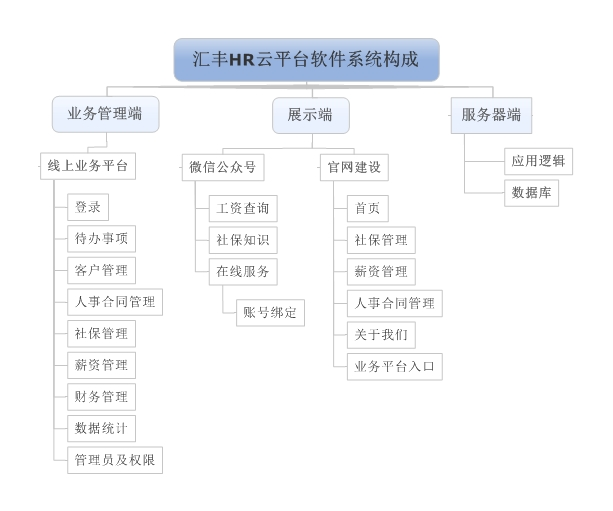 汇丰HR云平台软件系统构成
业务管理端
展示端
服务器端
线上业务平台
登录
待办事项
客户管理
人事合同管理
社保管理
薪资管理
财务管理
数据统计
管理员及权限
微信公众号
工资查询
社保知识
在线服务
账号绑定
官网建设
首页
社保管理
薪资管理
人事合同管理
关于我们
业务平台入口
应用逻辑
数据库